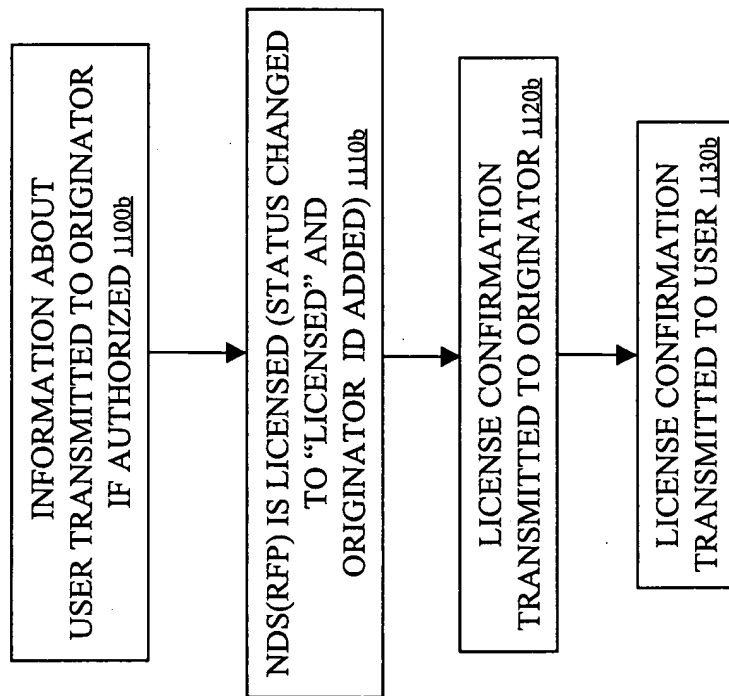 INFORMATION ABOUT
USER TRANSMITTED TO ORIGINATOR
IF AUTHORIZED 1100b
NDS(RFP) IS LICENSED (STATUS CHANGED
TO "LICENSED" AND
ORIGINATOR ID ADDED) 1110b
LICENSE CONFIRMATION
TRANSMITTED TO ORIGINATOR 1120b
LICENSE CONFIRMATION
TRANSMITTED TO USER 1130b